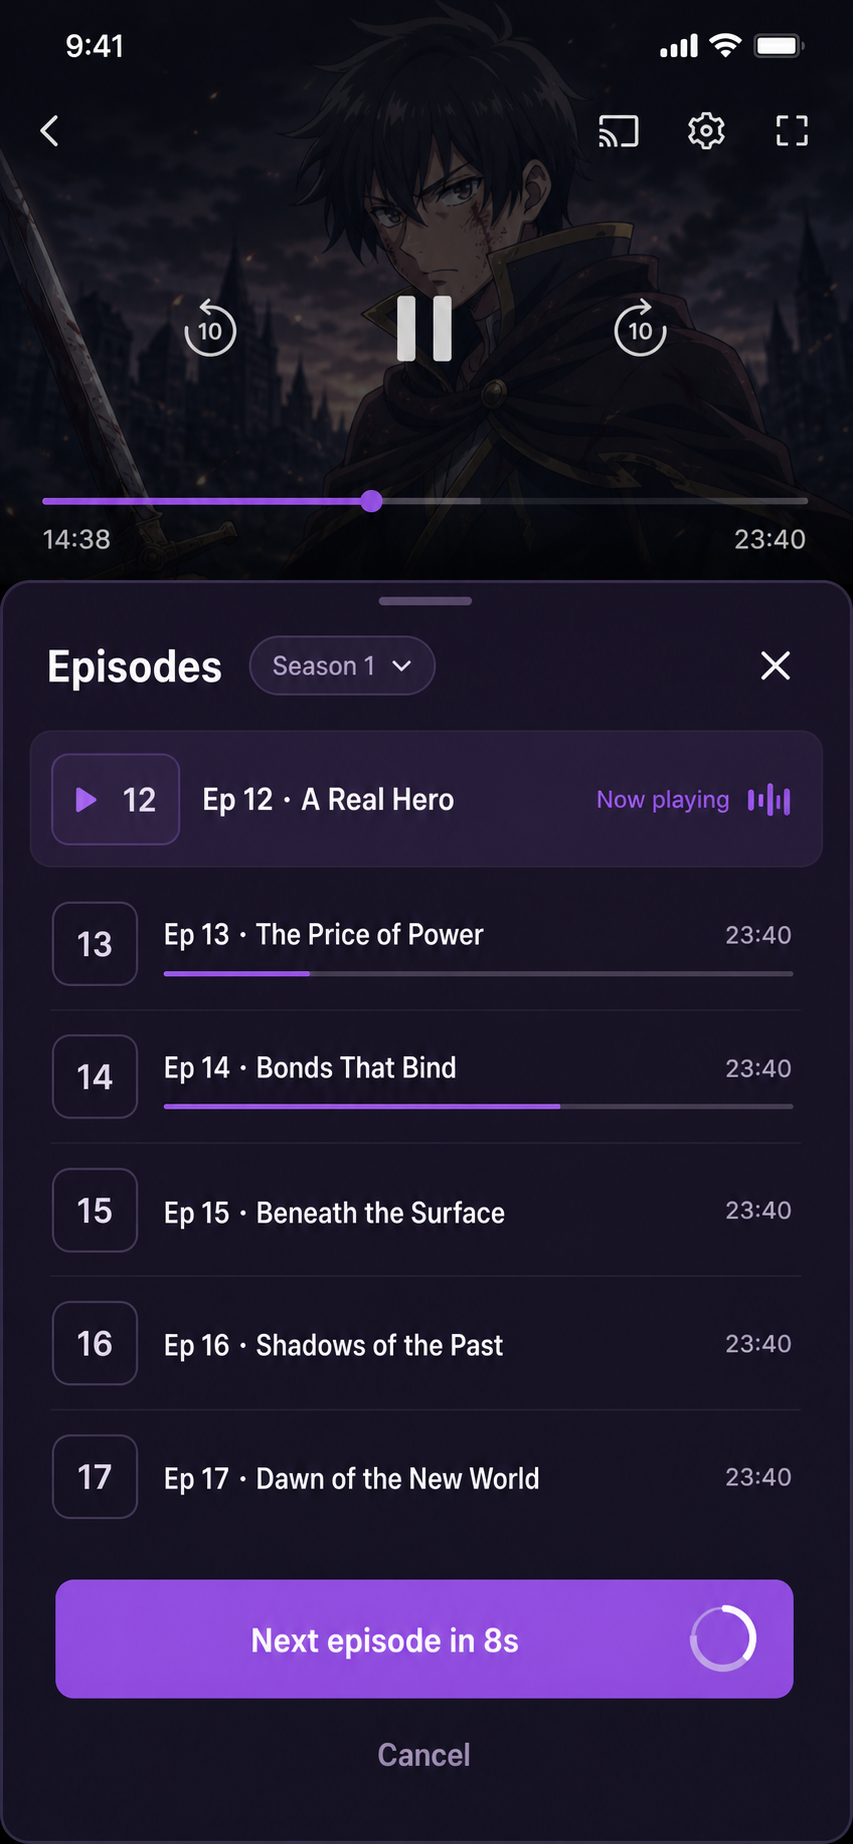 9:41
10
10
14:38
23:40
Episodes
Season 1
12
Ep 12 • A Real Hero
Now playing
13
Ep 13 • The Price of Power
23:40
14
Ep 14 • Bonds That Bind
23:40
15
Ep 15 • Beneath the Surface
23:40
16
Ep 16 • Shadows of the Past
23:40
17
Ep 17 • Dawn of the New World
23:40
Next episode in 8s
Cancel